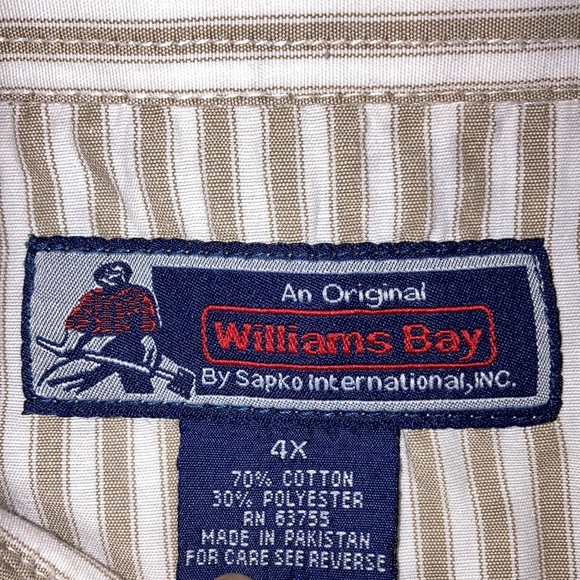 An Original
Williams Bay
By Sapko International, INC.
4X
70% COTTON
30% POLYESTER
RN 83755
MADE IN PAKISTAN
FOR CARE SEE REVERSE